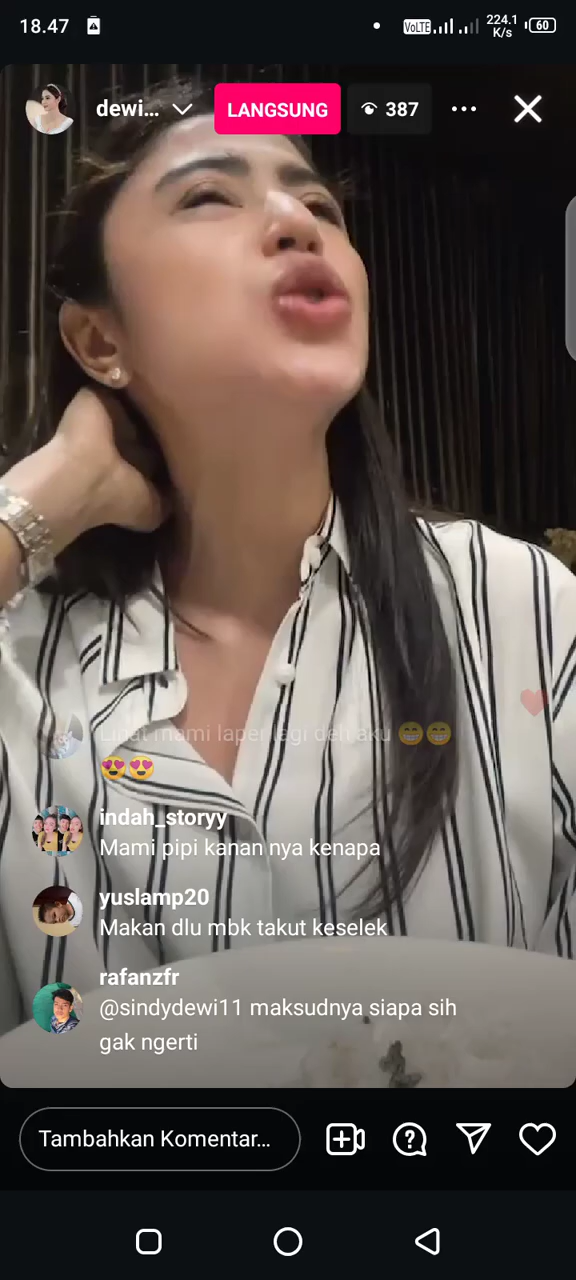 18.47
VoLTE
224.1
K/s
60
dewi...
LANGSUNG
387
Lihat mami laper lagi deh aku 😁😁
😍😍
indah_storyy
Mami pipi kanan nya kenapa
yuslamp20
Makan dlu mbk takut keselek
rafanzfr
@sindydewi11 maksudnya siapa sih
gak ngerti
Tambahkan Komentar...